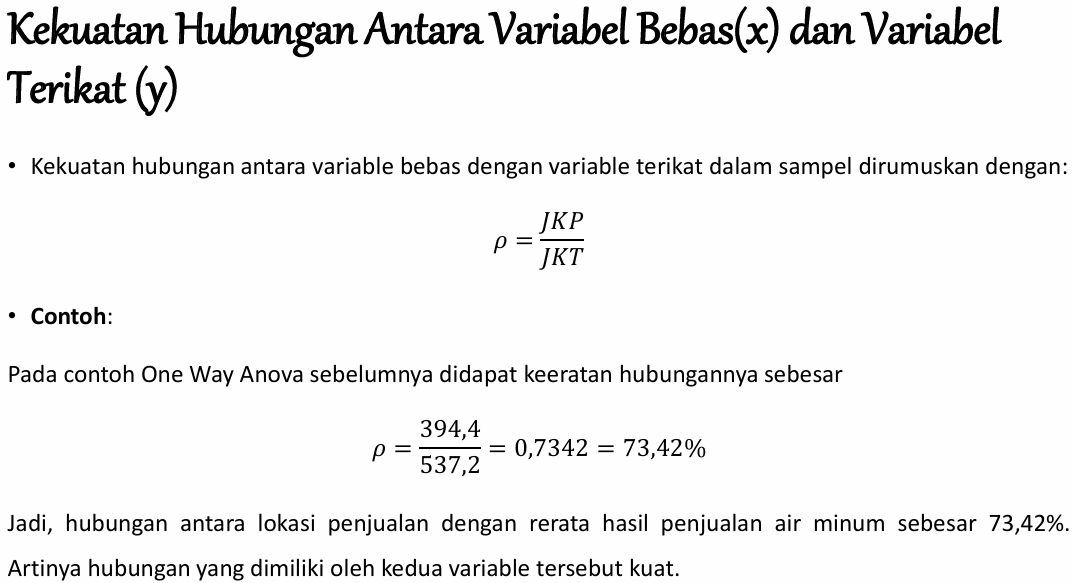 Kekuatan Hubungan Antara Variabel Bebas(x) dan Variabel
Terikat (y)
• Kekuatan hubungan antara variable bebas dengan variable terikat dalam sampel dirumuskan dengan:
ρ = JKP/JKT
• Contoh:
Pada contoh One Way Anova sebelumnya didapat keeratan hubungannya sebesar
ρ = 394,4/537,2 = 0,7342 = 73,42%
Jadi, hubungan antara lokasi penjualan dengan rerata hasil penjualan air minum sebesar 73,42%.
Artinya hubungan yang dimiliki oleh kedua variable tersebut kuat.